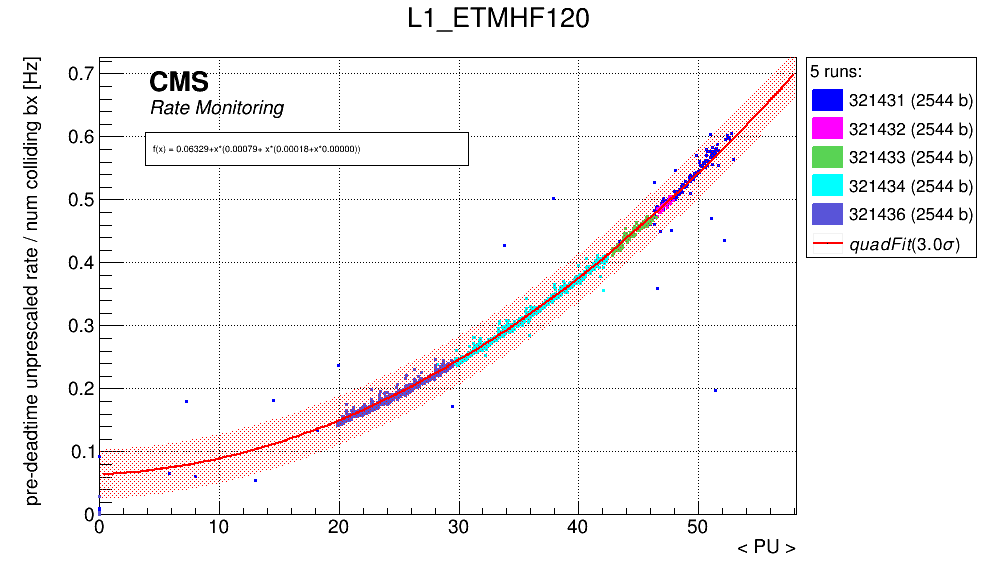 L1_ETMHF120
pre-deadtime unprescaled rate / num colliding bx [Hz]
0.7
0.6
0.5
0.4
0.3
0.2
0.1
0
CMS
Rate Monitoring
f(x) = 0.06329+x*(0.00079+ x*(0.00018+x*0.00000))
0 10 20 30 40 50
< PU >
5 runs:
321431 (2544 b)
321432 (2544 b)
321433 (2544 b)
321434 (2544 b)
321436 (2544 b)
quadFit(3.0σ)